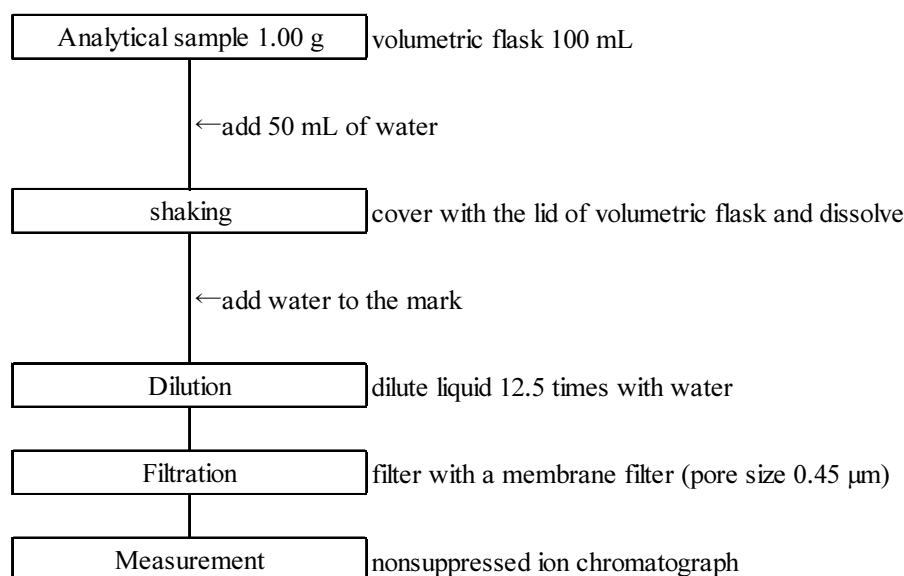 Analytical sample 1.00 g volumetric flask 100 mL
←add 50 mL of water
shaking cover with the lid of volumetric flask and dissolve
←add water to the mark
Dilution dilute liquid 12.5 times with water
Filtration filter with a membrane filter (pore size 0.45 μm)
Measurement nonsuppressed ion chromatograph